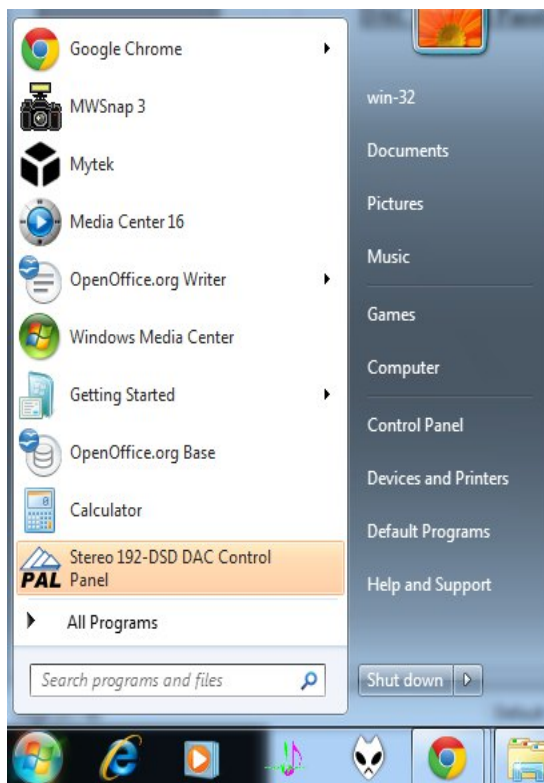 Google Chrome
MWSnap 3
Mytek
Media Center 16
OpenOffice.org Writer
Windows Media Center
Getting Started
OpenOffice.org Base
Calculator
PAL
Stereo 192-DSD DAC Control
Panel
All Programs
Search programs and files
win-32
Documents
Pictures
Music
Games
Computer
Control Panel
Devices and Printers
Default Programs
Help and Support
Shut down